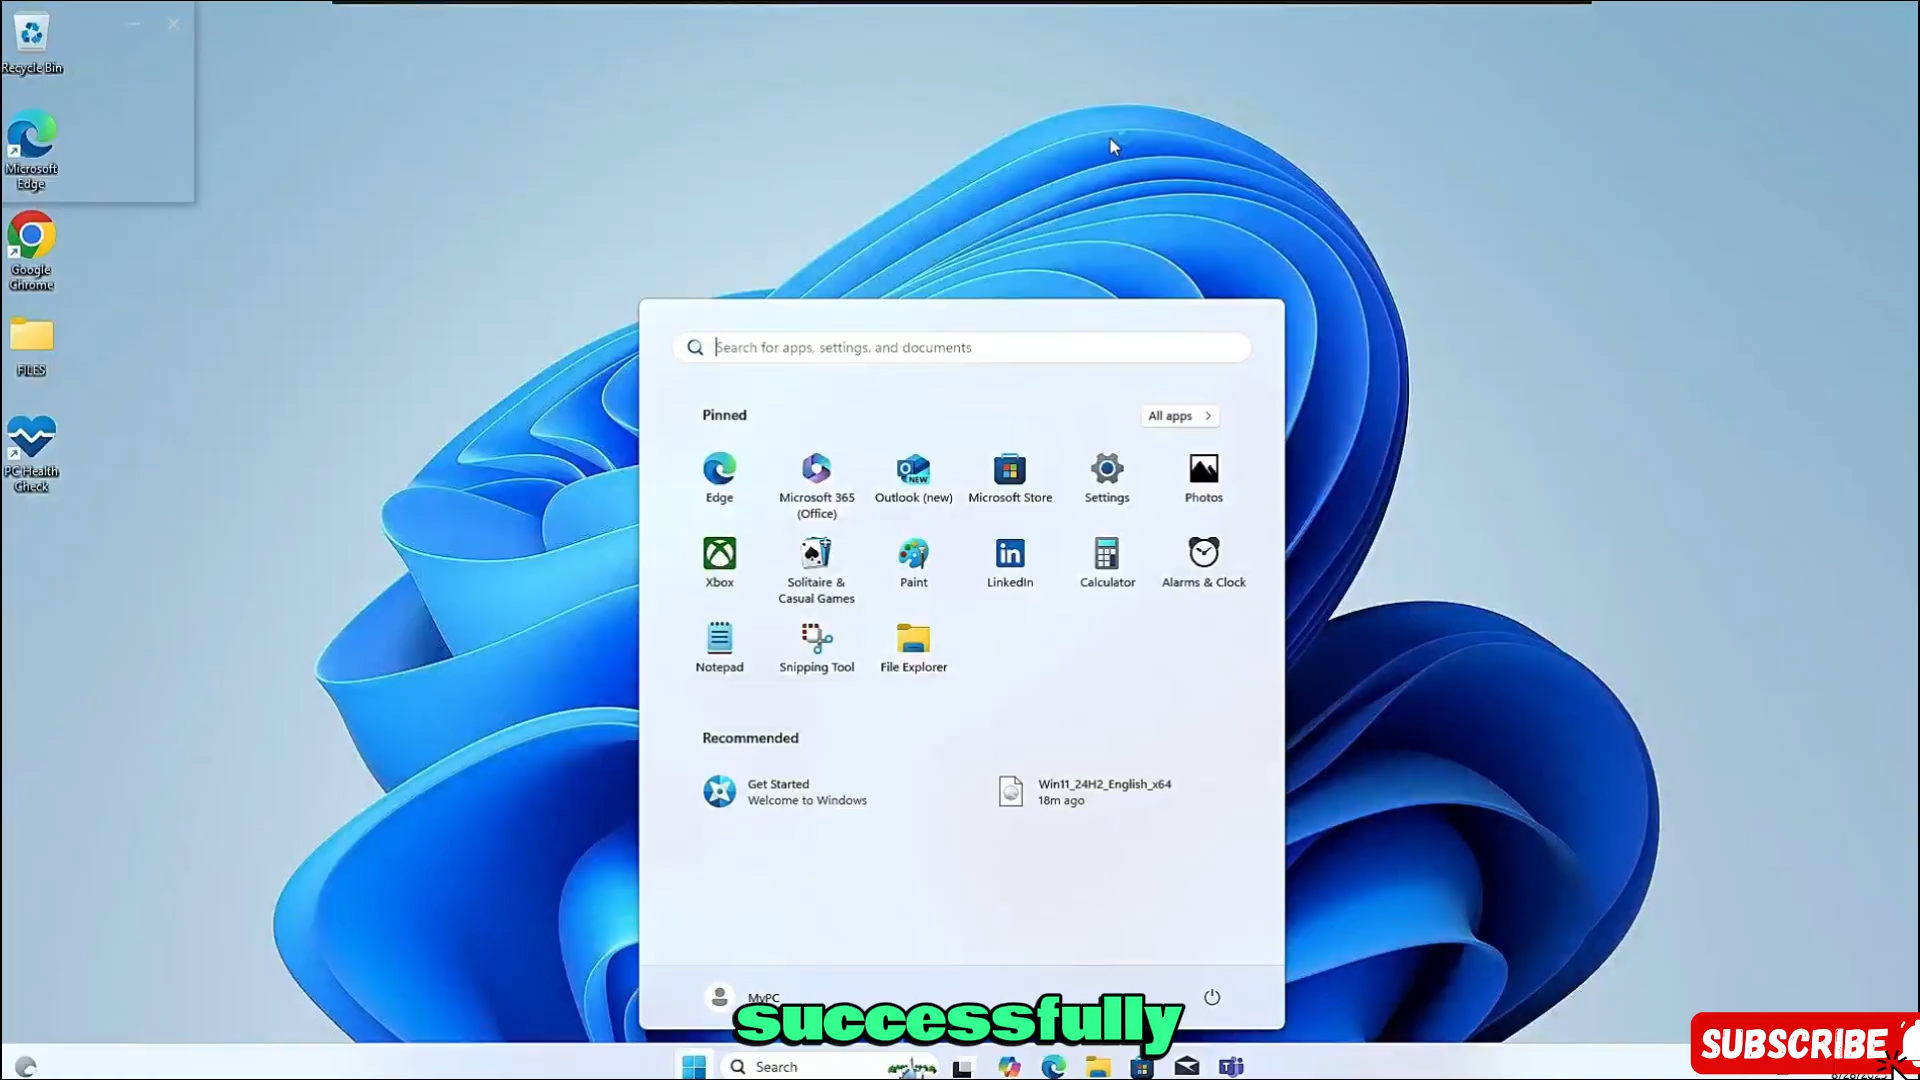 Recycle Bin
Microsoft
Edge
Google
Chrome
FILES
PC Health
Check
Search for apps, settings, and documents
Pinned
All apps
Edge
Microsoft 365
(Office)
Outlook (new)
NEW
Microsoft Store
Settings
Photos
Xbox
Solitaire &
Casual Games
Paint
LinkedIn
Calculator
Alarms & Clock
Notepad
Snipping Tool
File Explorer
Recommended
Get Started
Welcome to Windows
Win11_24H2_English_x64
18m ago
MyPC
successfully
Search
SUBSCRIBE